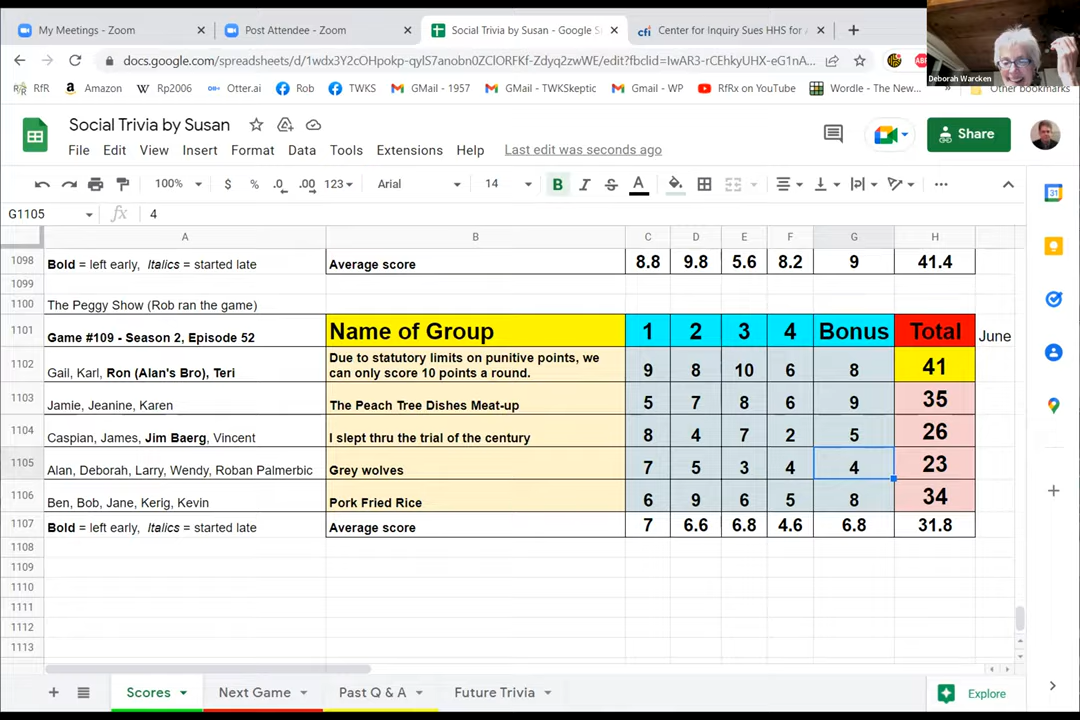 My Meetings - Zoom
Post Attendee - Zoom
Social Trivia by Susan - Google S
cfi Center for Inquiry Sues HHS for
docs.google.com/spreadsheets/d/
RfR Amazon Rp2006 Otter.ai Rob TWKS GMail - 1957 GMail - TWKSkeptic Gmail - WP RfRx on YouTube Wordle - The New... » Other bookmarks
Deborah Warcken
Social Trivia by Susan
Share
File Edit View Insert Format Data Tools Extensions Help Last edit was seconds ago
100% $ % .0 .00 123 Arial 14 B I S A
G1105 fx 4
A B C D E F G H
1098 Bold = left early, Italics = started late Average score 8.8 9.8 5.6 8.2 9 41.4
1099
1100 The Peggy Show (Rob ran the game)
1101 Game #109 - Season 2, Episode 52 Name of Group 1 2 3 4 Bonus Total June
1102 Gail, Karl, Ron (Alan's Bro), Teri Due to statutory limits on punitive points, we
can only score 10 points a round. 9 8 10 6 8 41
1103 Jamie, Jeanine, Karen The Peach Tree Dishes Meat-up 5 7 8 6 9 35
1104 Caspian, James, Jim Baerg, Vincent I slept thru the trial of the century 8 4 7 2 5 26
1105 Alan, Deborah, Larry, Wendy, Roban Palmerbic Grey wolves 7 5 3 4 4 23
1106 Ben, Bob, Jane, Kerig, Kevin Pork Fried Rice 6 9 6 5 8 34
1107 Bold = left early, Italics = started late Average score 7 6.6 6.8 4.6 6.8 31.8
1108
1109
1110
1111
1112
1113
Scores Next Game Past Q & A Future Trivia Explore